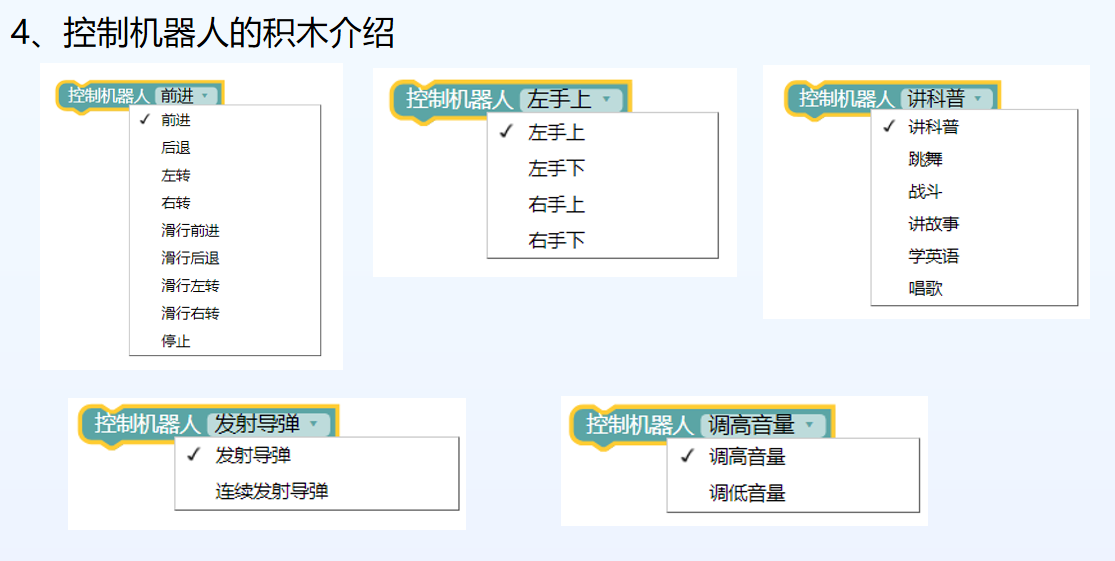 4、控制机器人的积木介绍
控制机器人 前进
前进
后退
左转
右转
滑行前进
滑行后退
滑行左转
滑行右转
停止
控制机器人 左手上
左手上
左手下
右手上
右手下
控制机器人 讲科普
讲科普
跳舞
战斗
讲故事
学英语
唱歌
控制机器人 发射导弹
发射导弹
连续发射导弹
控制机器人 调高音量
调高音量
调低音量